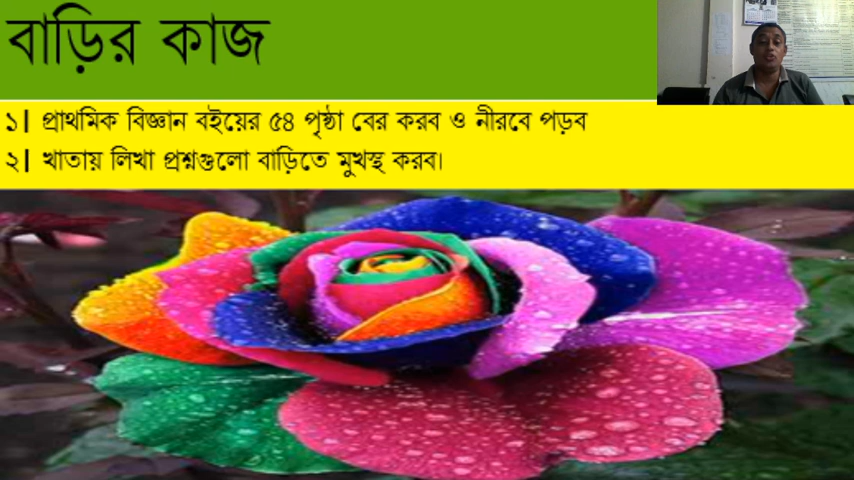 বাড়ির কাজ
১। প্রাথমিক বিজ্ঞান বইয়ের ৫৪ পৃষ্ঠা বের করব ও নীরবে পড়ব
২। খাতায় লিখা প্রশ্নগুলো বাড়িতে মুখস্থ করব।